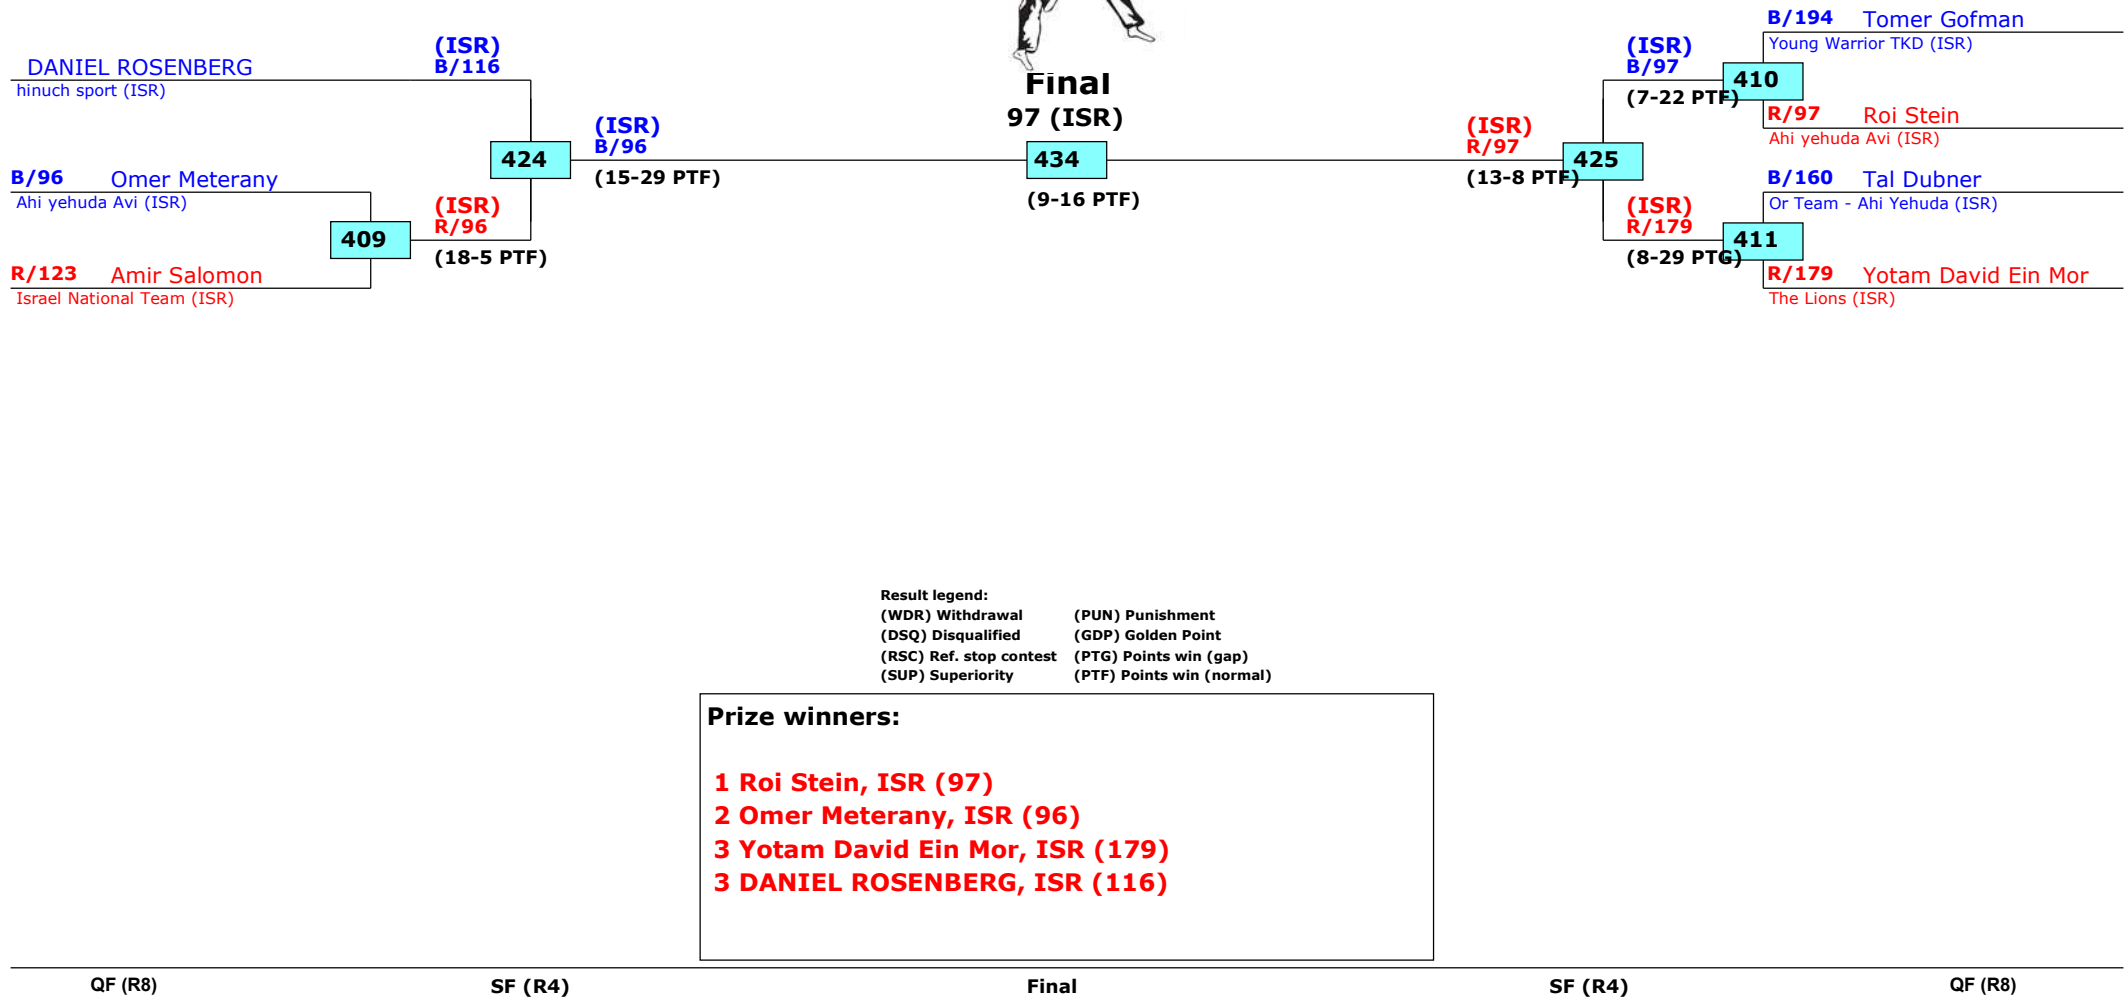 DANIEL ROSENBERG
hinuch sport (ISR)
(ISR)
B/116
B/96 Omer Meterany
Ahi yehuda Avi (ISR)
409
R/123 Amir Salomon
Israel National Team (ISR)
(ISR)
R/96
(18-5 PTF)
424
(ISR)
B/96
(15-29 PTF)
Final
97 (ISR)
434
(9-16 PTF)
(ISR)
R/97
(13-8 PTF)
425
(ISR)
B/97
(7-22 PTF)
410
B/194 Tomer Gofman
Young Warrior TKD (ISR)
R/97 Roi Stein
Ahi yehuda Avi (ISR)
B/160 Tal Dubner
Or Team - Ahi Yehuda (ISR)
(ISR)
R/179
(8-29 PTG)
411
R/179 Yotam David Ein Mor
The Lions (ISR)
Result legend:
(WDR) Withdrawal (PUN) Punishment
(DSQ) Disqualified (GDP) Golden Point
(RSC) Ref. stop contest (PTG) Points win (gap)
(SUP) Superiority (PTF) Points win (normal)
Prize winners:
1 Roi Stein, ISR (97)
2 Omer Meterany, ISR (96)
3 Yotam David Ein Mor, ISR (179)
3 DANIEL ROSENBERG, ISR (116)
QF (R8) SF (R4) Final SF (R4) QF (R8)